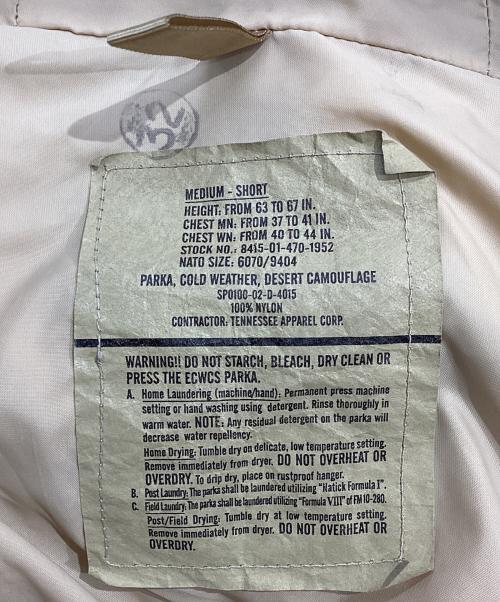 MEDIUM - SHORT
HEIGHT: FROM 63 TO 67 IN.
CHEST MN: FROM 37 TO 41 IN.
CHEST WN: FROM 40 TO 44 IN.
STOCK NO.: 8415-01-470-1952
NATO SIZE: 6070/9404
PARKA, COLD WEATHER, DESERT CAMOUFLAGE
SP0100-02-D-4015
100% NYLON
CONTRACTOR: TENNESSEE APPAREL CORP.
WARNING!! DO NOT STARCH, BLEACH, DRY CLEAN OR
PRESS THE ECWCS PARKA.
A. Home Laundering (machine/hand): Permanent press machine
setting or hand washing using detergent. Rinse thoroughly in
warm water. NOTE: Any residual detergent on the parka will
decrease water repellency.
Home Drying: Tumble dry on delicate, low temperature setting.
Remove immediately from dryer. DO NOT OVERHEAT OR
OVERDRY. To drip dry, place on rustproof hanger.
B. Post Laundry: The parka shall be laundered utilizing "Natick Formula I".
C. Field Laundry: The parka shall be laundered utilizing "Formula VIII" of FM 10-280.
Post/Field Drying: Tumble dry at low temperature setting.
Remove immediately from dryer. DO NOT OVERHEAT OR
OVERDRY.